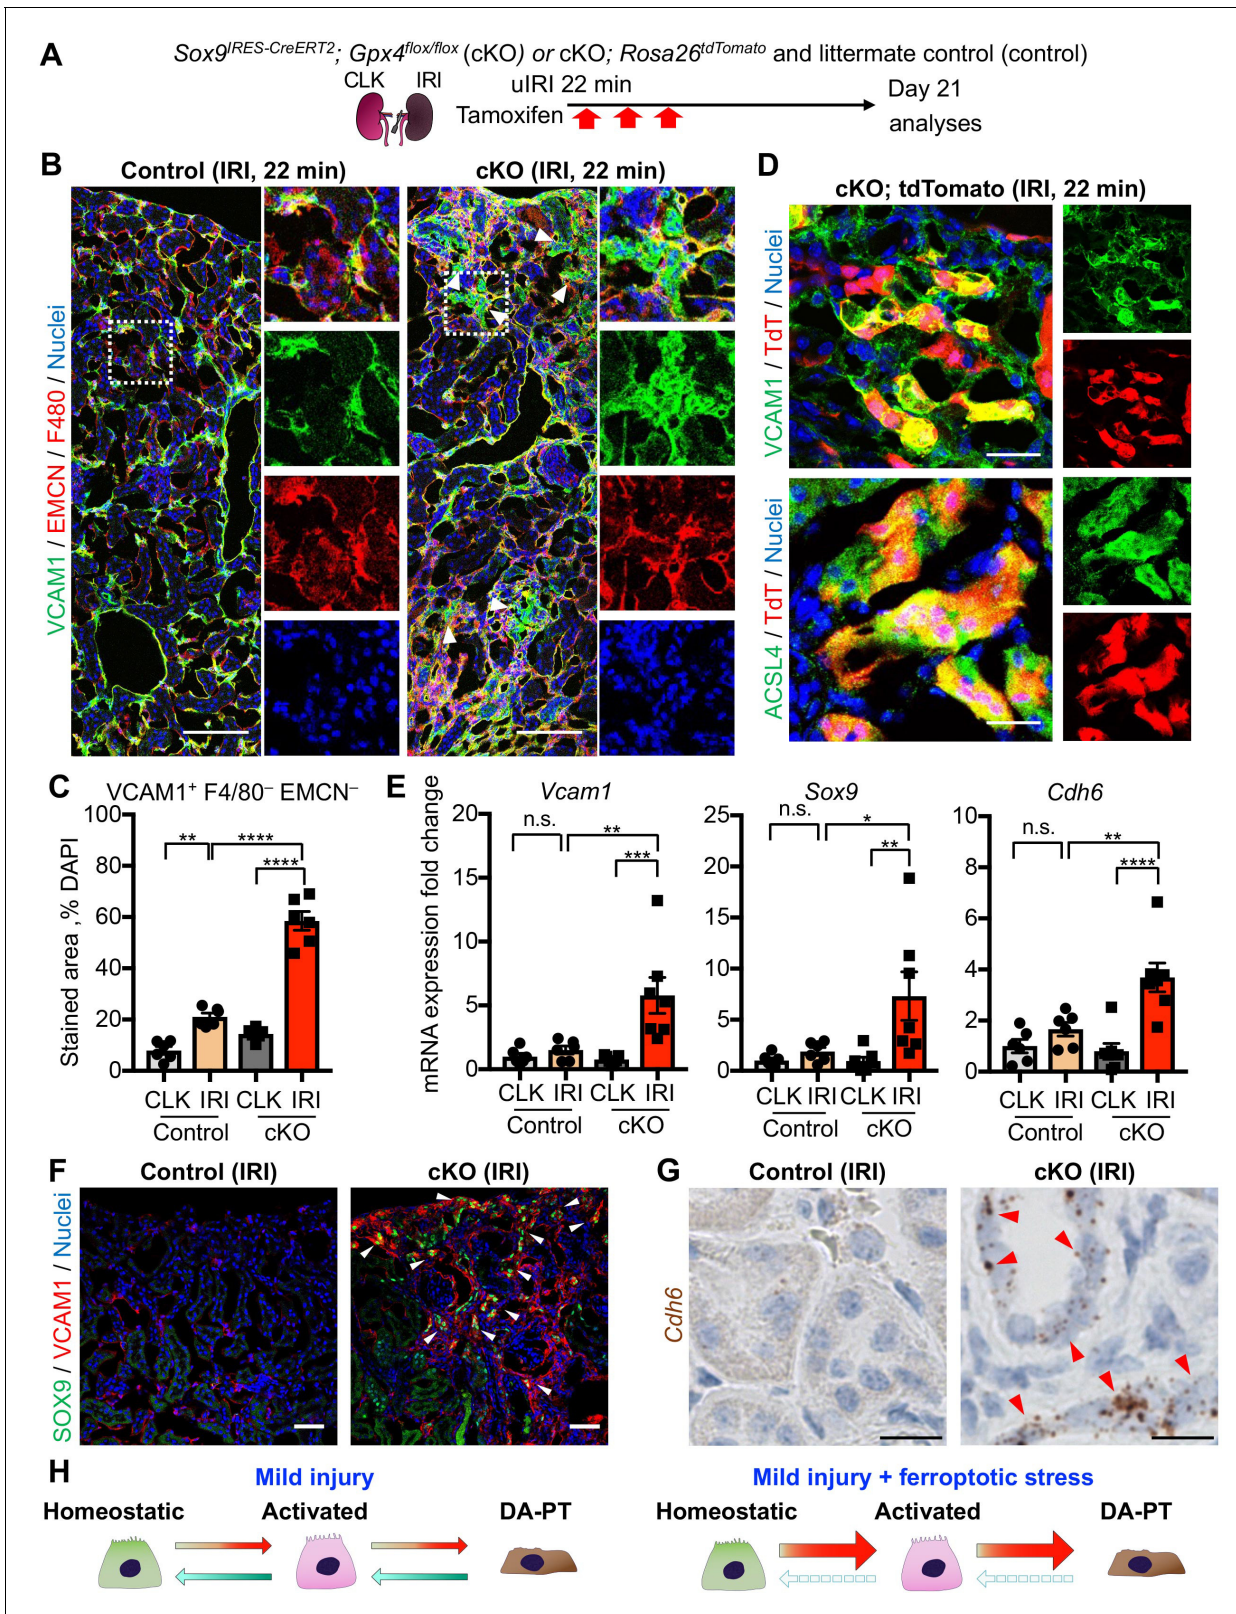 A
Sox9IRES-CreERT2; Gpx4flox/flox (cKO) or cKO; Rosa26tdTomato and littermate control (control)
CLK IRI
uIRI 22 min
Tamoxifen
Day 21
analyses
B
Control (IRI, 22 min)
cKO (IRI, 22 min)
VCAM1 / EMCN / F480 / Nuclei
D
cKO; tdTomato (IRI, 22 min)
VCAM1 / TdT / Nuclei
ACSL4 / TdT / Nuclei
C
VCAM1+ F4/80– EMCN–
Stained area ,% DAPI
100
80
60
40
20
0
** ****
****
CLK IRI CLK IRI
Control cKO
E
mRNA expression fold change
Vcam1
20
15
10
5
0
n.s. **
***
CLK IRI CLK IRI
Control cKO
Sox9
25
20
15
10
5
0
n.s. *
**
CLK IRI CLK IRI
Control cKO
Cdh6
10
8
6
4
2
0
n.s. **
****
CLK IRI CLK IRI
Control cKO
F
Control (IRI)
cKO (IRI)
SOX9 / VCAM1 / Nuclei
G
Control (IRI)
cKO (IRI)
Cdh6
H
Mild injury
Homeostatic Activated DA-PT
Mild injury + ferroptotic stress
Homeostatic Activated DA-PT